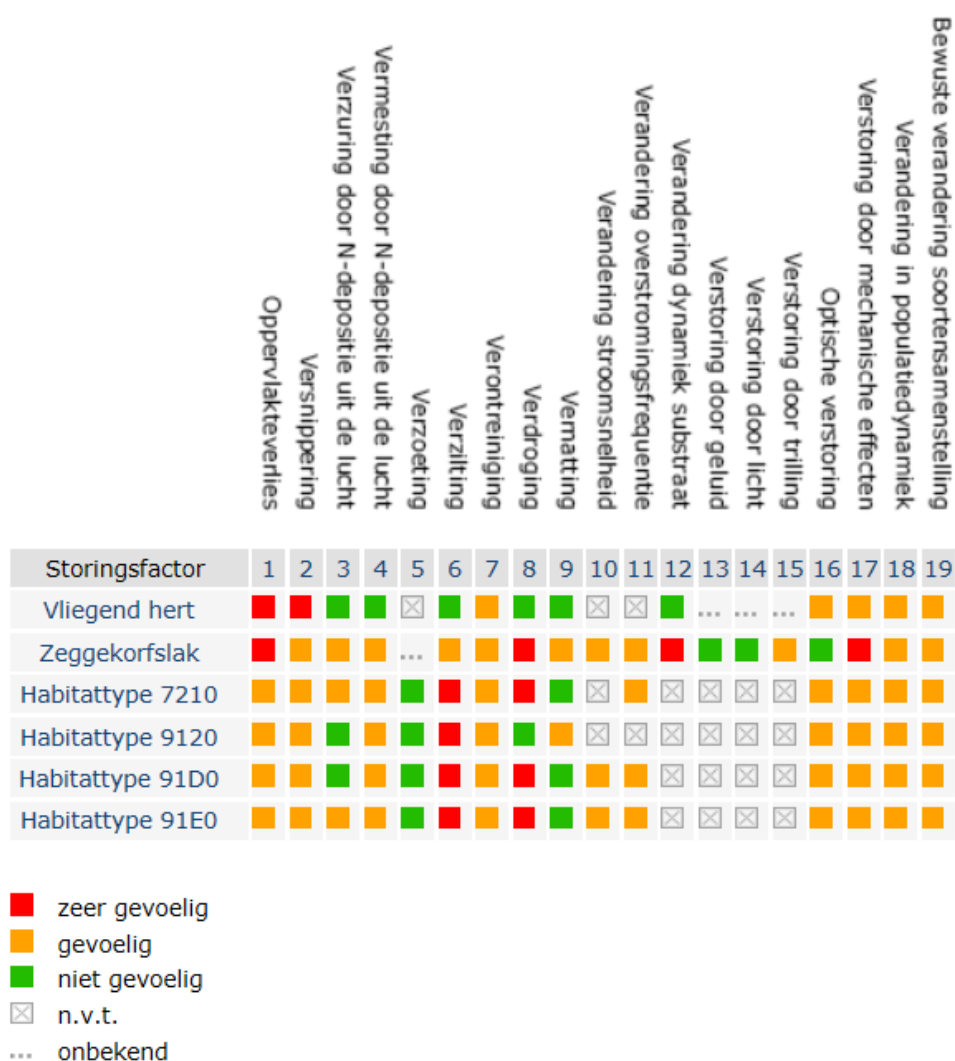 Oppervlakteverlies
Versnippering
Verzuring door N-depositie uit de lucht
Vermesting door N-depositie uit de lucht
Verzoeting
Verzilting
Verontreiniging
Verdroging
Vernatting
Verandering stroomsnelheid
Verandering overstromingsfrequentie
Verandering dynamiek substraat
Verstoring door geluid
Verstoring door licht
Verstoring door trilling
Optische verstoring
Verstoring door mechanische effecten
Verandering in populatiedynamiek
Bewuste verandering soortensamenstelling
Storingsfactor 1 2 3 4 5 6 7 8 9 10 11 12 13 14 15 16 17 18 19
Vliegend hert ... ... ...
Zeggekorfslak ...
Habitattype 7210
Habitattype 9120
Habitattype 91D0
Habitattype 91E0
zeer gevoelig
gevoelig
niet gevoelig
n.v.t.
... onbekend